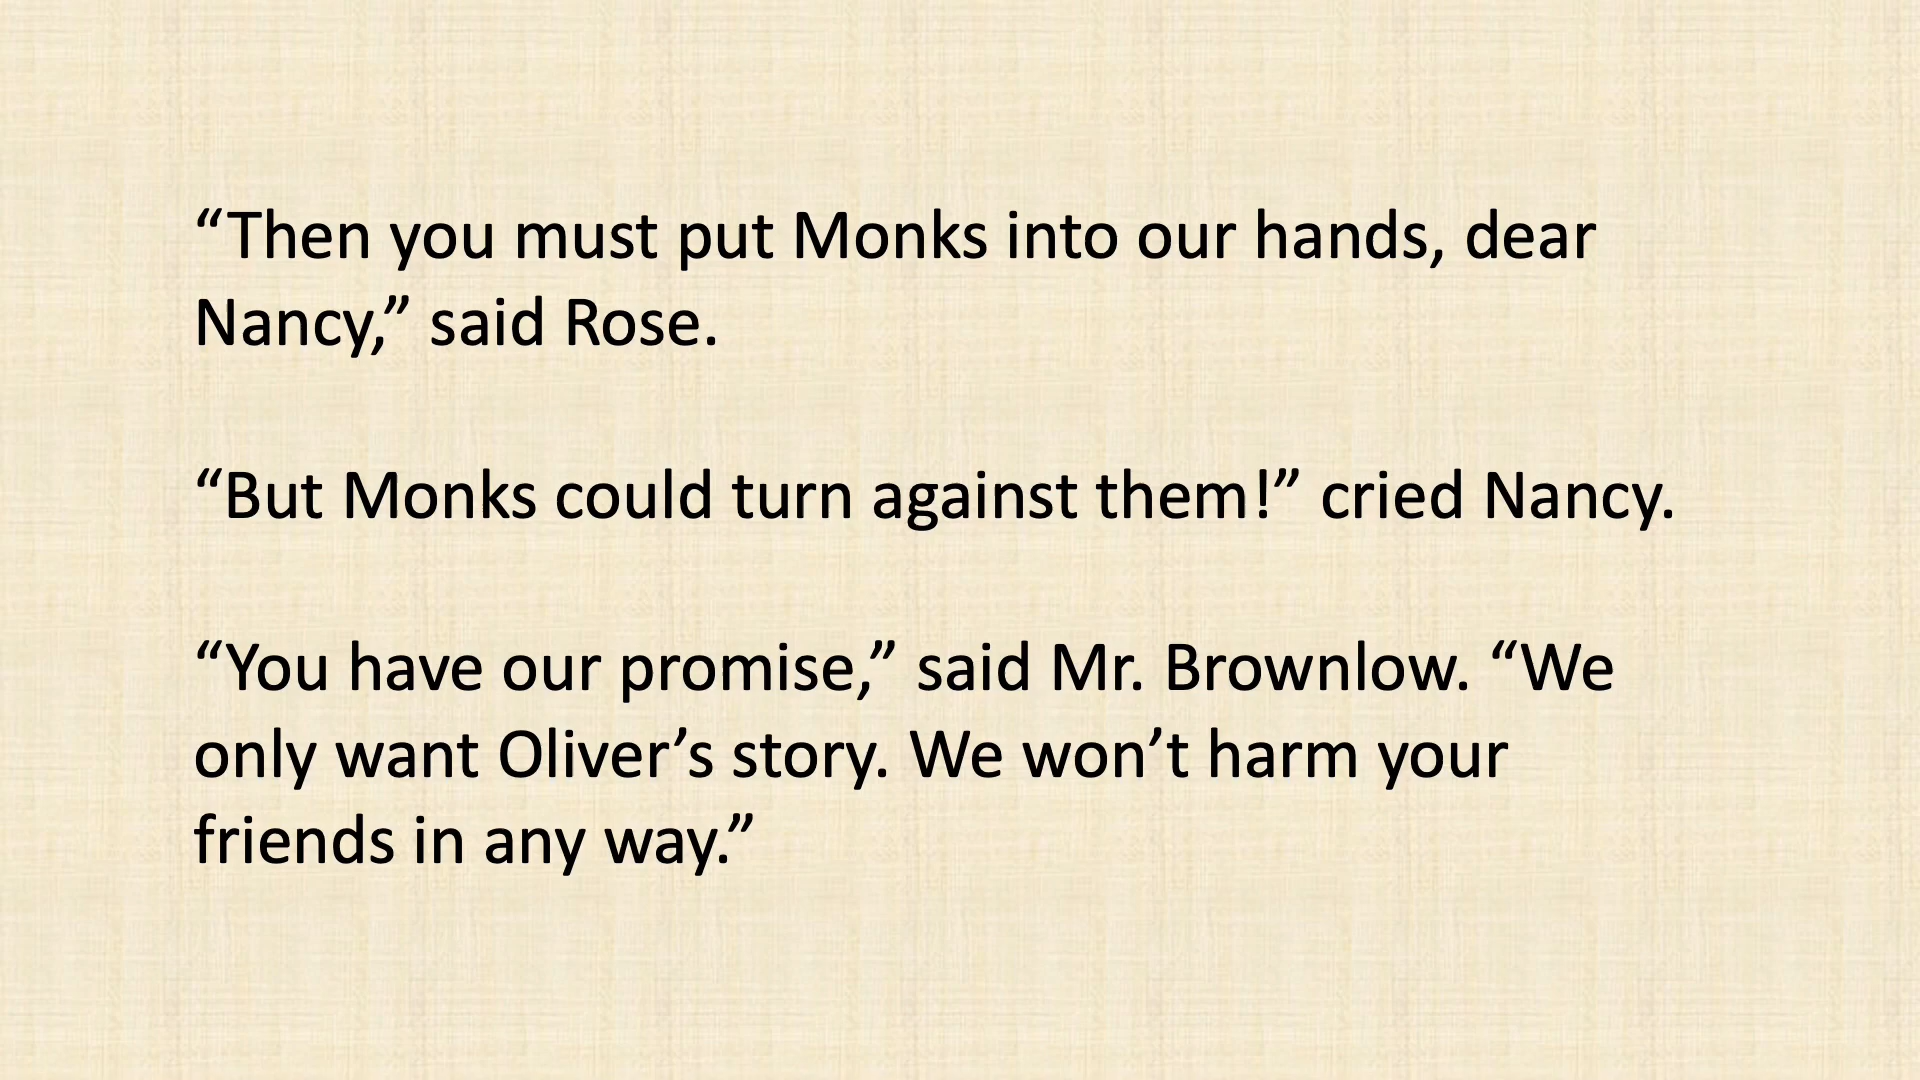 “Then you must put Monks into our hands, dear
Nancy,” said Rose.
“But Monks could turn against them!” cried Nancy.
“You have our promise,” said Mr. Brownlow. “We
only want Oliver’s story. We won’t harm your
friends in any way.”